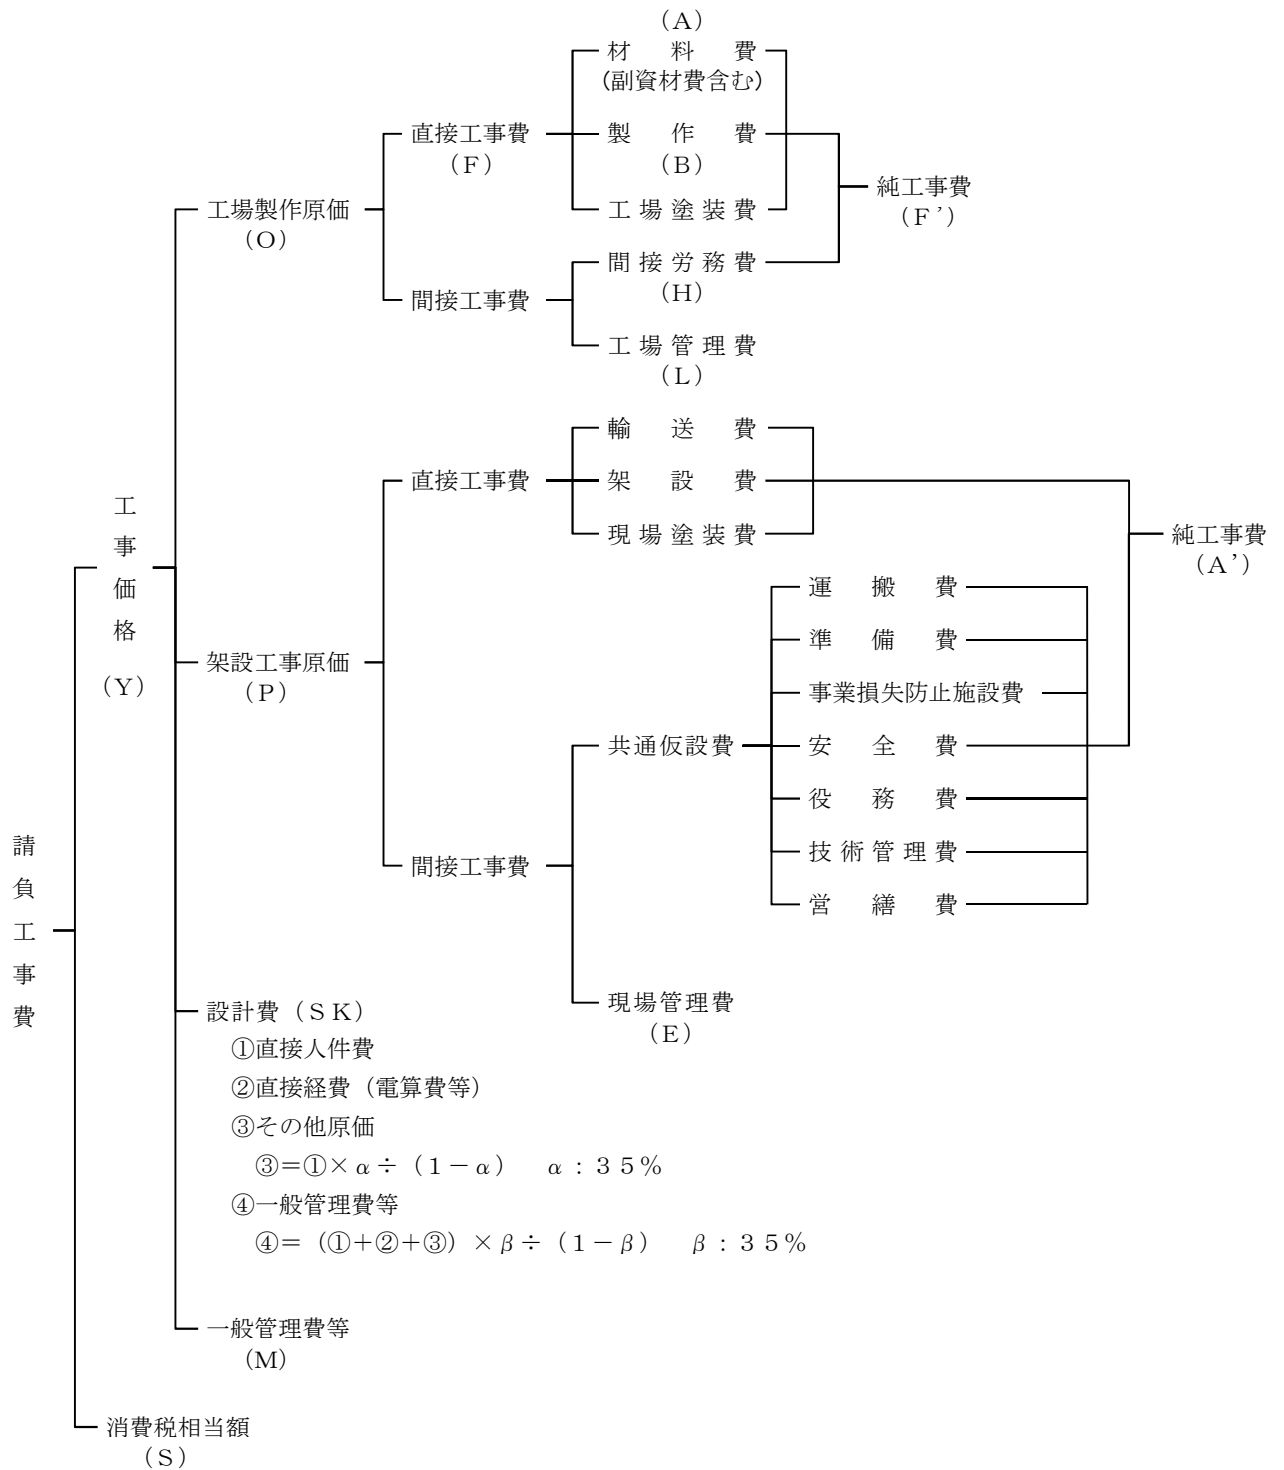 （A）
材料費
（副資材費含む）
直接工事費
（F）
製作費
（B）
純工事費
（F'）
工場製作原価
（O）
工場塗装費
間接労務費
（H）
間接工事費
工場管理費
（L）
輸送費
直接工事費
架設費
現場塗装費
純工事費
（A'）
工事価格
（Y）
運搬費
準備費
架設工事原価
（P）
事業損失防止施設費
共通仮設費
安全費
役務費
請負工事費
間接工事費
技術管理費
営繕費
現場管理費
（E）
設計費（SK）
①直接人件費
②直接経費（電算費等）
③その他原価
③＝①×α÷（1－α）　α：35％
④一般管理費等
④＝（①＋②＋③）×β÷（1－β）　β：35％
一般管理費等
（M）
消費税相当額
（S）